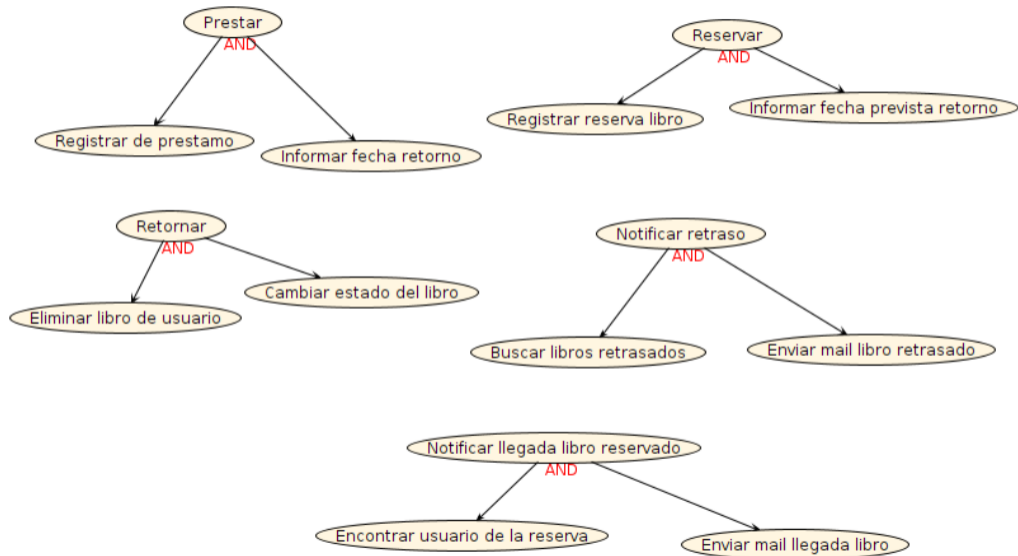 Prestar
AND
Registrar de prestamo
Informar fecha retorno
Reservar
AND
Registrar reserva libro
Informar fecha prevista retorno
Retornar
AND
Eliminar libro de usuario
Cambiar estado del libro
Notificar retraso
AND
Buscar libros retrasados
Enviar mail libro retrasado
Notificar llegada libro reservado
AND
Encontrar usuario de la reserva
Enviar mail llegada libro